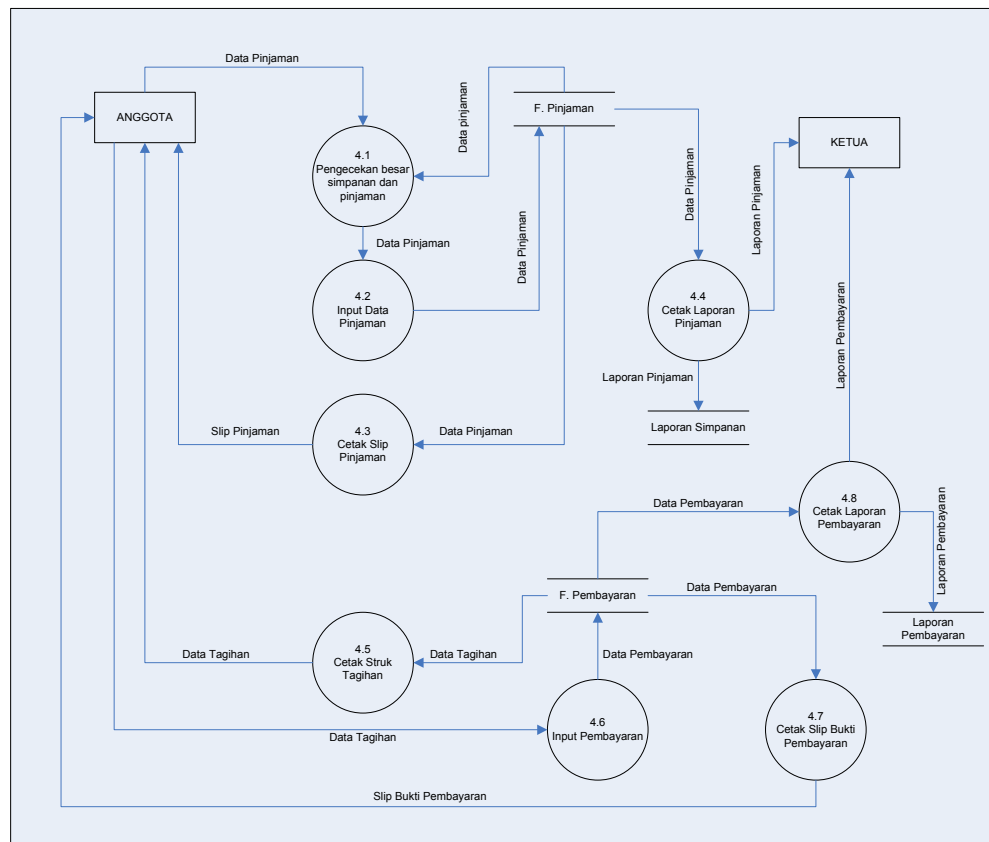 Data Pinjaman
ANGGOTA
Data pinjaman
F. Pinjaman
KETUA
4.1
Pengecekan besar
simpanan dan
pinjaman
Data Pinjaman
Data Pinjaman
Laporan Pinjaman
Data Pinjaman
4.2
Input Data
Pinjaman
4.4
Cetak Laporan
Pinjaman
Laporan Pembayaran
Laporan Pinjaman
Laporan Simpanan
Slip Pinjaman
4.3
Cetak Slip
Pinjaman
Data Pinjaman
4.8
Cetak Laporan
Pembayaran
Data Pembayaran
Laporan Pembayaran
F. Pembayaran
Data Pembayaran
Laporan
Pembayaran
Data Tagihan
4.5
Cetak Struk
Tagihan
Data Tagihan
Data Pembayaran
4.6
Input Pembayaran
4.7
Cetak Slip Bukti
Pembayaran
Data Tagihan
Slip Bukti Pembayaran